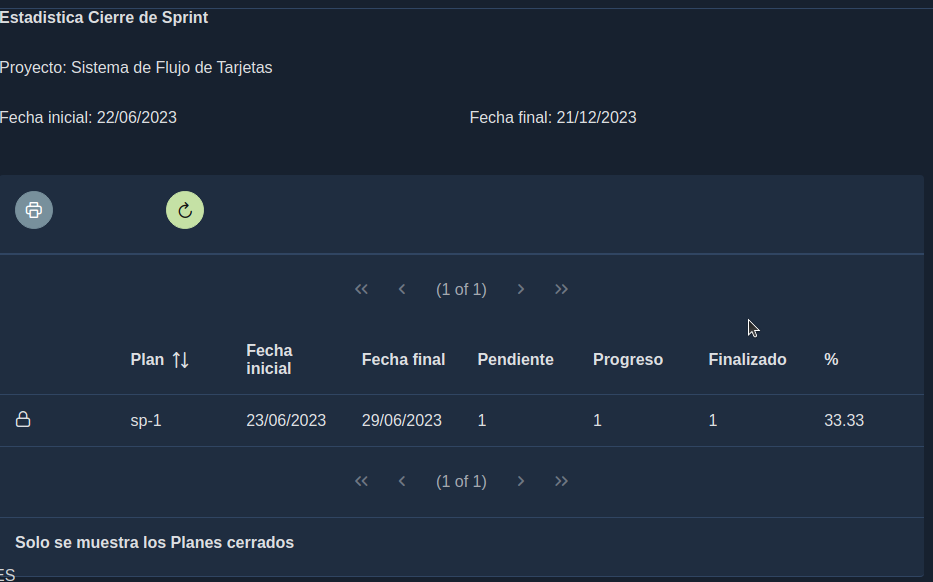 Estadistica Cierre de Sprint
Proyecto: Sistema de Flujo de Tarjetas
Fecha inicial: 22/06/2023 Fecha final: 21/12/2023
(1 of 1)
Plan Fecha inicial Fecha final Pendiente Progreso Finalizado %
sp-1 23/06/2023 29/06/2023 1 1 1 33.33
(1 of 1)
Solo se muestra los Planes cerrados
ES